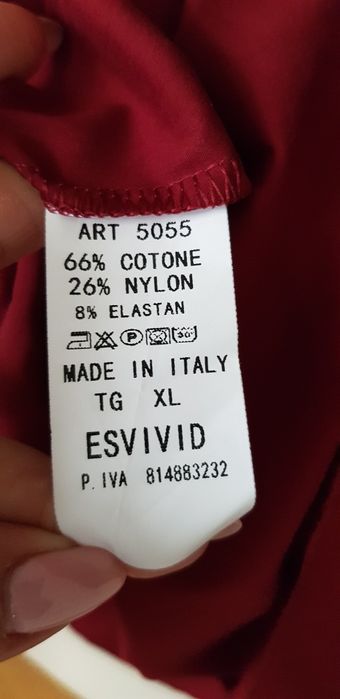 ART 5055
66% COTONE
26% NYLON
8% ELASTAN
MADE IN ITALY
TG XL
ESVIVID
P. IVA 814883232